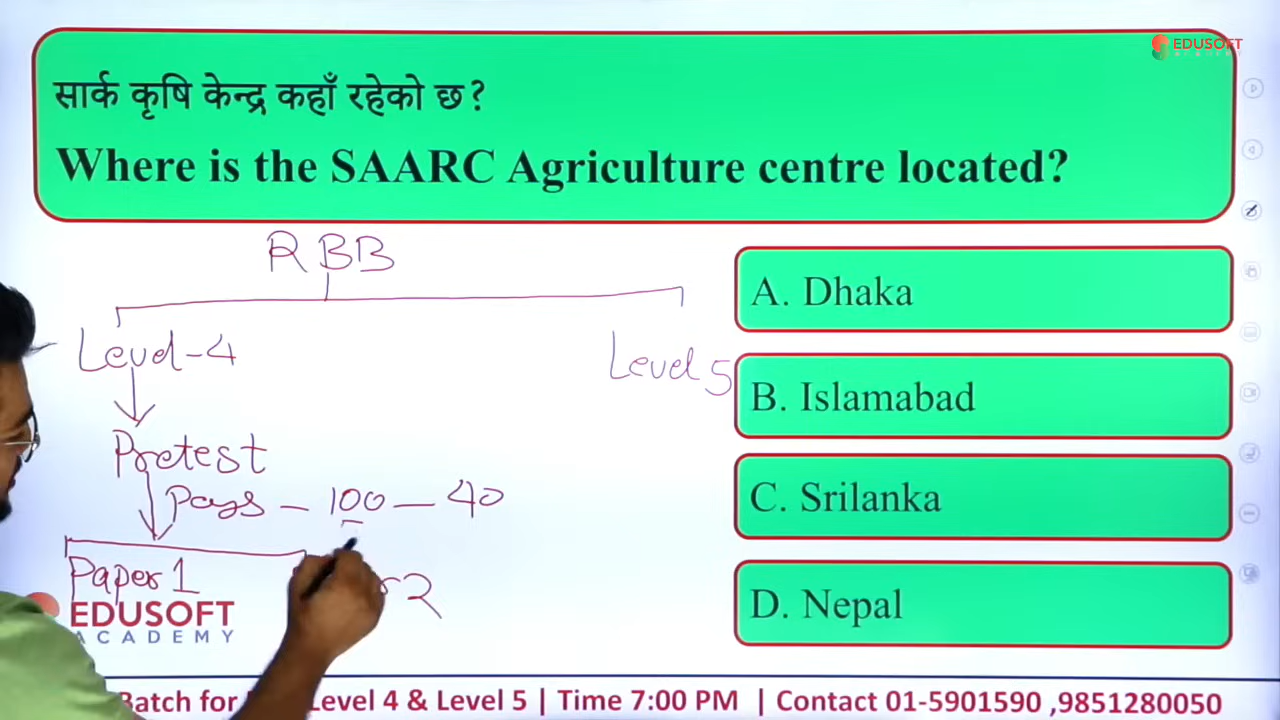 EDUSOFT
ACADEMY
सार्क कृषि केन्द्र कहाँ रहेको छ?
Where is the SAARC Agriculture centre located?
RBB
Level-4
Level 5
Pretest
Pass - 100 - 40
Paper 1
2
A. Dhaka
B. Islamabad
C. Srilanka
D. Nepal
EDUSOFT
ACADEMY
Batch for Level 4 & Level 5 | Time 7:00 PM | Contact 01-5901590 ,9851280050